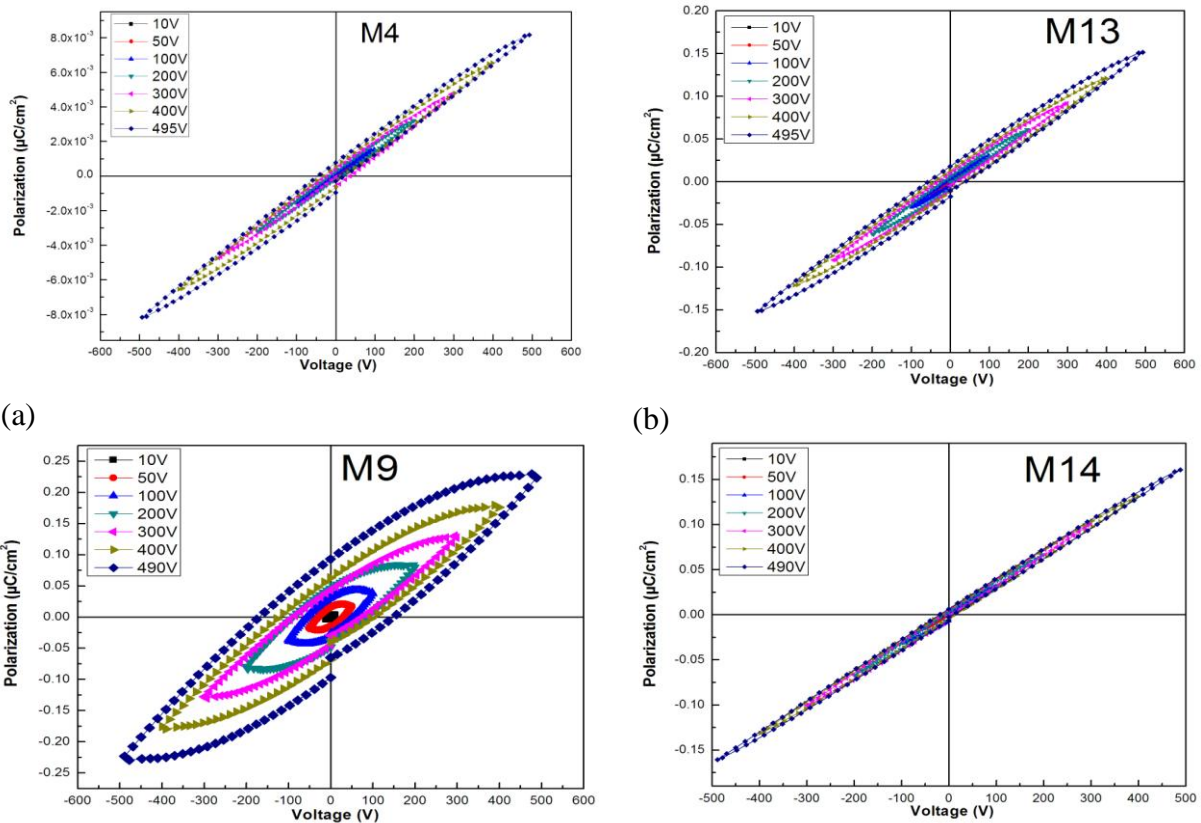 M4
10V
50V
100V
200V
300V
400V
495V
8.0x10⁻³
6.0x10⁻³
4.0x10⁻³
2.0x10⁻³
0.0
-2.0x10⁻³
-4.0x10⁻³
-6.0x10⁻³
-8.0x10⁻³
Polarization (µC/cm²)
-600 -500 -400 -300 -200 -100 0 100 200 300 400 500 600
Voltage (V)
(a)
M13
10V
50V
100V
200V
300V
400V
495V
0.20
0.15
0.10
0.05
0.00
-0.05
-0.10
-0.15
-0.20
Polarization (µC/cm²)
-600 -500 -400 -300 -200 -100 0 100 200 300 400 500 600
Voltage (V)
(b)
M9
10V
50V
100V
200V
300V
400V
490V
0.25
0.20
0.15
0.10
0.05
0.00
-0.05
-0.10
-0.15
-0.20
-0.25
Polarization (µC/cm²)
-600 -500 -400 -300 -200 -100 0 100 200 300 400 500 600
Voltage (V)
M14
10V
50V
100V
200V
300V
400V
490V
0.15
0.10
0.05
0.00
-0.05
-0.10
-0.15
Polarization (µC/cm²)
-500 -400 -300 -200 -100 0 100 200 300 400 500
Voltage (V)